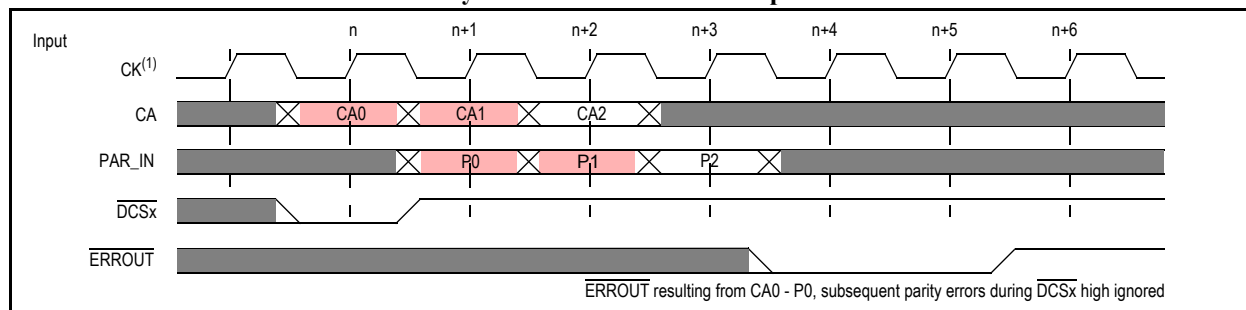 Input
n n+1 n+2 n+3 n+4 n+5 n+6
CK(1)
CA CA0 CA1 CA2
PAR_IN P0 P1 P2
DCSx
ERROUT
ERROUT resulting from CA0 - P0, subsequent parity errors during DCSx high ignored